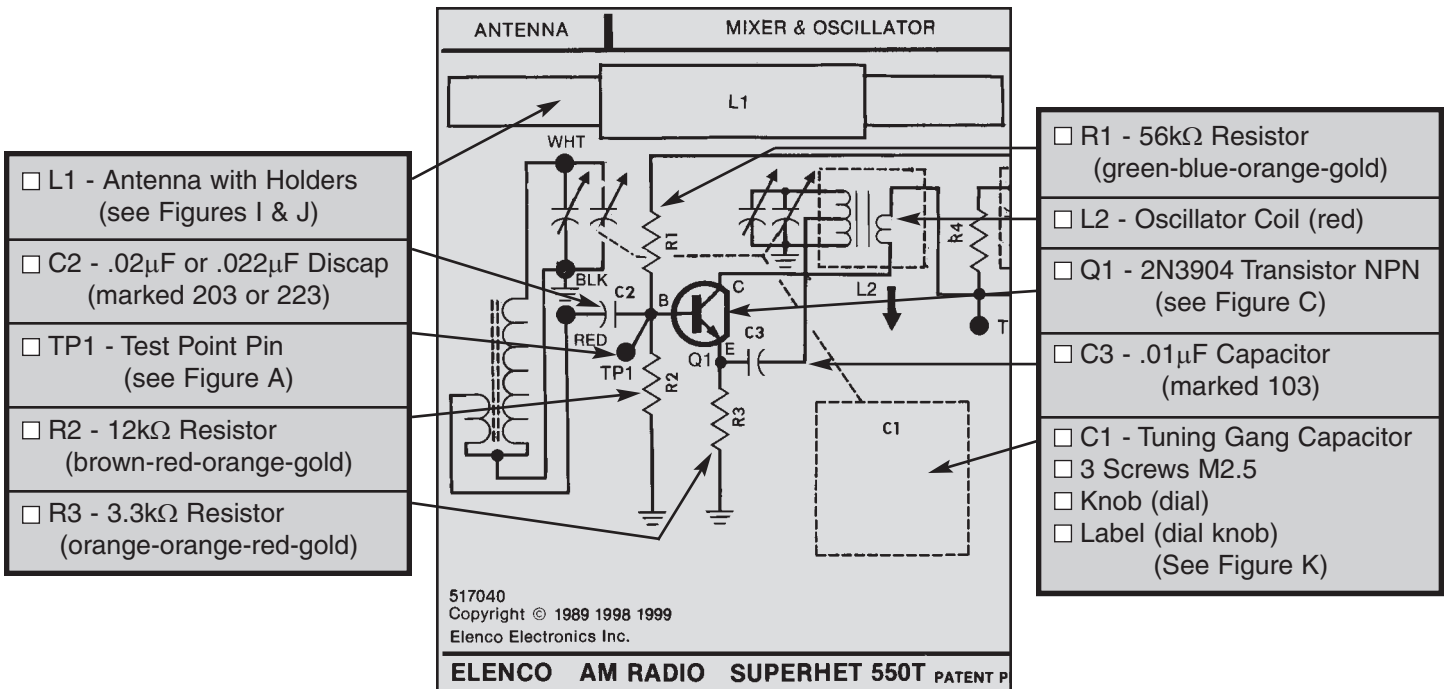 ANTENNA
MIXER & OSCILLATOR
L1
☐ L1 - Antenna with Holders
(see Figures I & J)
☐ C2 - .02μF or .022μF Discap
(marked 203 or 223)
☐ TP1 - Test Point Pin
(see Figure A)
☐ R2 - 12kΩ Resistor
(brown-red-orange-gold)
☐ R3 - 3.3kΩ Resistor
(orange-orange-red-gold)
WHT
BLK
RED
C2
TP1
R1
R2
B
C
E
Q1
C3
R3
L2
R4
T
C1
☐ R1 - 56kΩ Resistor
(green-blue-orange-gold)
☐ L2 - Oscillator Coil (red)
☐ Q1 - 2N3904 Transistor NPN
(see Figure C)
☐ C3 - .01μF Capacitor
(marked 103)
☐ C1 - Tuning Gang Capacitor
☐ 3 Screws M2.5
☐ Knob (dial)
☐ Label (dial knob)
(See Figure K)
517040
Copyright © 1989 1998 1999
Elenco Electronics Inc.
ELENCO AM RADIO SUPERHET 550T PATENT P